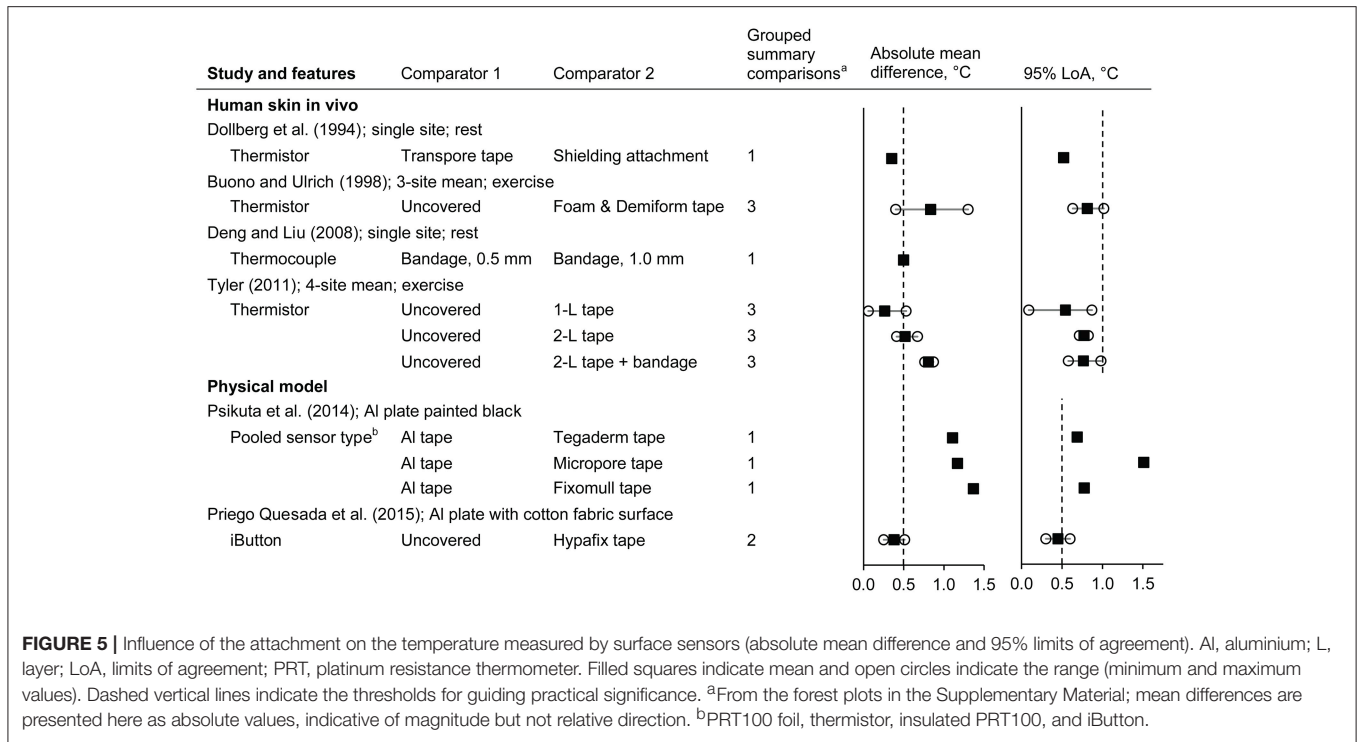 Study and features Comparator 1 Comparator 2 Grouped summary comparisonsᵃ Absolute mean difference, °C 95% LoA, °C
Human skin in vivo
Dollberg et al. (1994); single site; rest
Thermistor Transpore tape Shielding attachment 1
Buono and Ulrich (1998); 3-site mean; exercise
Thermistor Uncovered Foam & Demiform tape 3
Deng and Liu (2008); single site; rest
Thermocouple Bandage, 0.5 mm Bandage, 1.0 mm 1
Tyler (2011); 4-site mean; exercise
Thermistor Uncovered 1-L tape 3
Uncovered 2-L tape 3
Uncovered 2-L tape + bandage 3
Physical model
Psikuta et al. (2014); Al plate painted black
Pooled sensor typeᵇ Al tape Tegaderm tape 1
Al tape Micropore tape 1
Al tape Fixomull tape 1
Priego Quesada et al. (2015); Al plate with cotton fabric surface
iButton Uncovered Hypafix tape 2
0.0 0.5 1.0 1.5 0.0 0.5 1.0 1.5
FIGURE 5 | Influence of the attachment on the temperature measured by surface sensors (absolute mean difference and 95% limits of agreement). Al, aluminium; L,
layer; LoA, limits of agreement; PRT, platinum resistance thermometer. Filled squares indicate mean and open circles indicate the range (minimum and maximum
values). Dashed vertical lines indicate the thresholds for guiding practical significance. ᵃFrom the forest plots in the Supplementary Material; mean differences are
presented here as absolute values, indicative of magnitude but not relative direction. ᵇPRT100 foil, thermistor, insulated PRT100, and iButton.